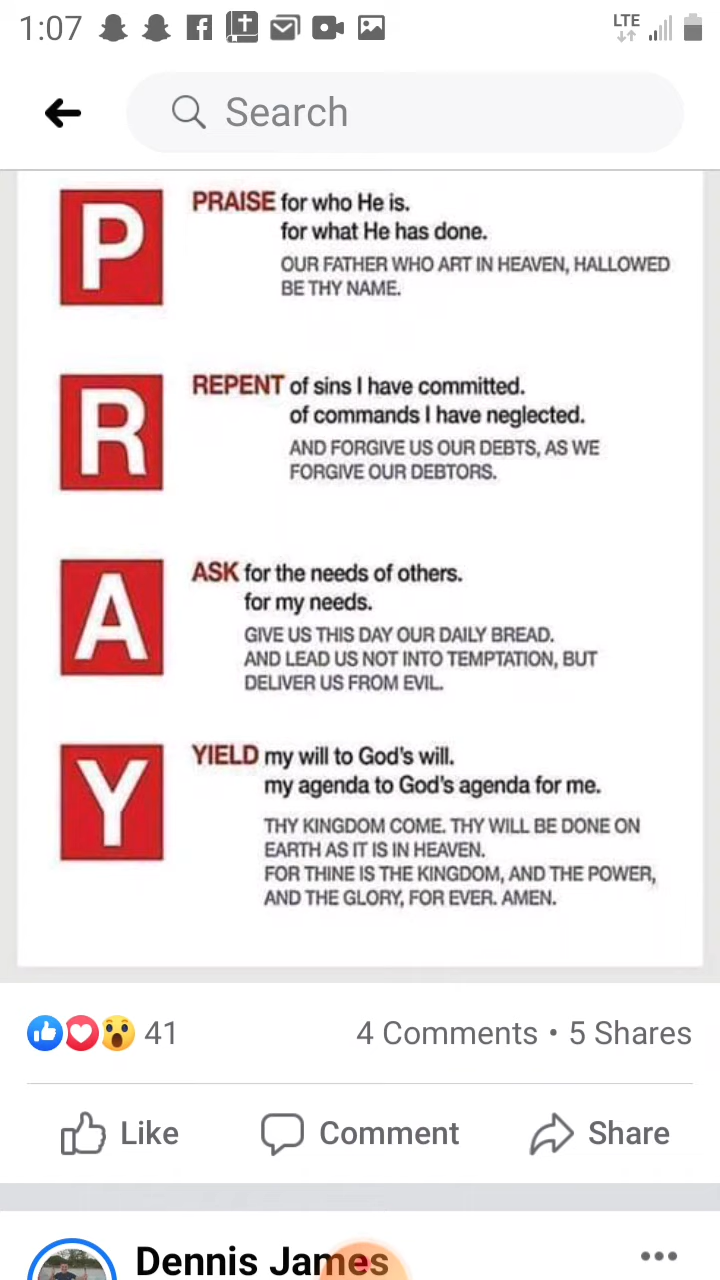 1:07
LTE
Search
P
PRAISE for who He is.
for what He has done.
OUR FATHER WHO ART IN HEAVEN, HALLOWED
BE THY NAME.
R
REPENT of sins I have committed.
of commands I have neglected.
AND FORGIVE US OUR DEBTS, AS WE
FORGIVE OUR DEBTORS.
A
ASK for the needs of others.
for my needs.
GIVE US THIS DAY OUR DAILY BREAD.
AND LEAD US NOT INTO TEMPTATION, BUT
DELIVER US FROM EVIL.
Y
YIELD my will to God's will.
my agenda to God's agenda for me.
THY KINGDOM COME. THY WILL BE DONE ON
EARTH AS IT IS IN HEAVEN.
FOR THINE IS THE KINGDOM, AND THE POWER,
AND THE GLORY, FOR EVER. AMEN.
41
4 Comments • 5 Shares
Like
Comment
Share
Dennis James